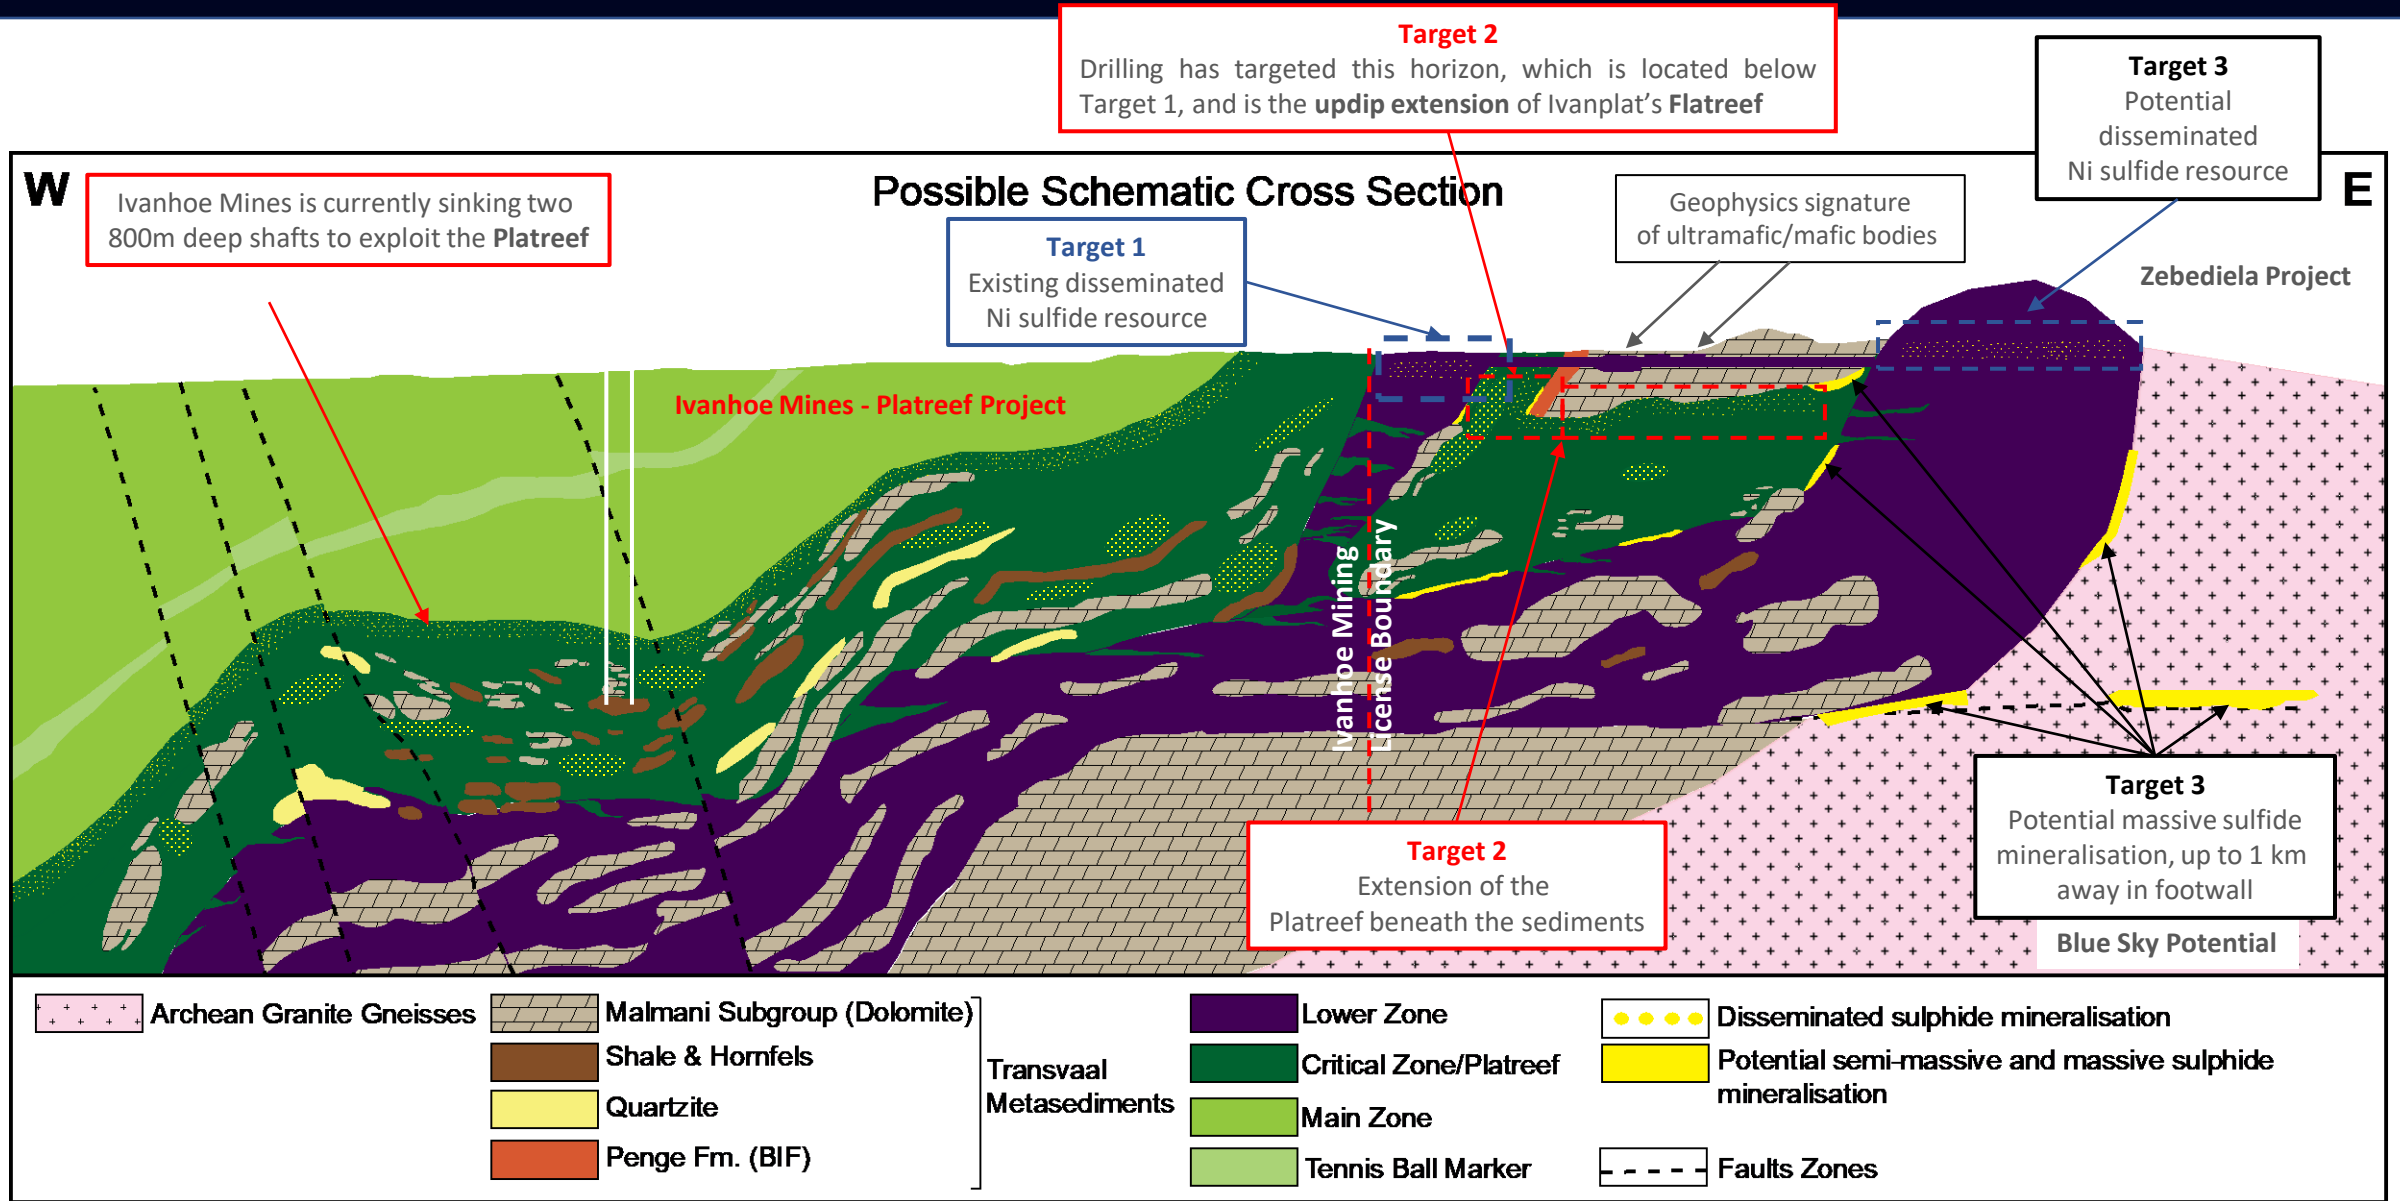 Target 2
Drilling has targeted this horizon, which is located below
Target 1, and is the updip extension of Ivanplat’s Flatreef
Target 3
Potential
disseminated
Ni sulfide resource
W
Ivanhoe Mines is currently sinking two
800m deep shafts to exploit the Platreef
Possible Schematic Cross Section
E
Target 1
Existing disseminated
Ni sulfide resource
Geophysics signature
of ultramafic/mafic bodies
Zebediela Project
Ivanhoe Mines - Platreef Project
Ivanhoe Mining
License Boundary
Target 2
Extension of the
Platreef beneath the sediments
Target 3
Potential massive sulfide
mineralisation, up to 1 km
away in footwall
Blue Sky Potential
Archean Granite Gneisses
Malmani Subgroup (Dolomite)
Shale & Hornfels
Quartzite
Penge Fm. (BIF)
Transvaal
Metasediments
Lower Zone
Critical Zone/Platreef
Main Zone
Tennis Ball Marker
Disseminated sulphide mineralisation
Potential semi-massive and massive sulphide
mineralisation
Faults Zones